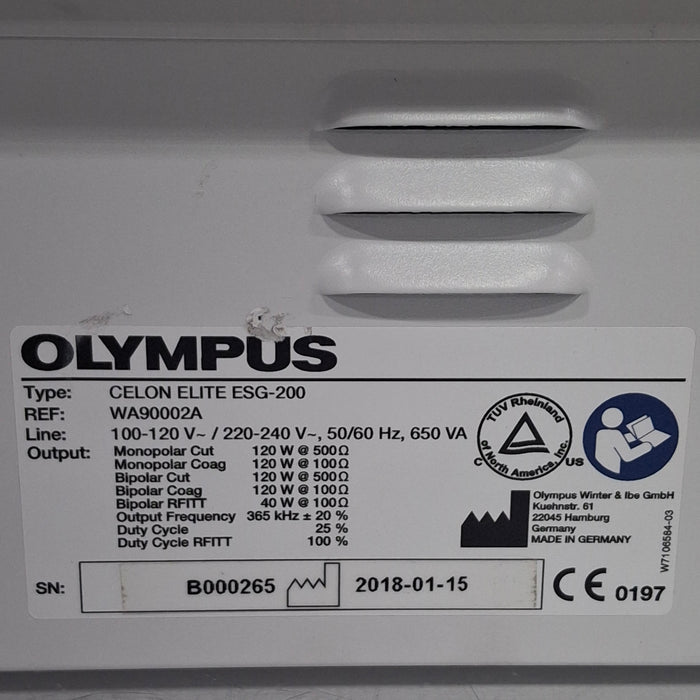 OLYMPUS
Type: CELON ELITE ESG-200
REF: WA90002A
Line: 100-120 V~ / 220-240 V~, 50/60 Hz, 650 VA
Output: Monopolar Cut 120 W @ 500Ω
Monopolar Coag 120 W @ 100Ω
Bipolar Cut 120 W @ 500Ω
Bipolar Coag 120 W @ 100Ω
Bipolar RFITT 40 W @ 100Ω
Output Frequency 365 kHz ± 20 %
Duty Cycle 25 %
Duty Cycle RFITT 100 %
TUV Rheinland
of North America, Inc.
C US
Olympus Winter & Ibe GmbH
Kuehnstr. 61
22045 Hamburg
Germany
MADE IN GERMANY
W7106584-03
SN: B000265 2018-01-15
CE 0197